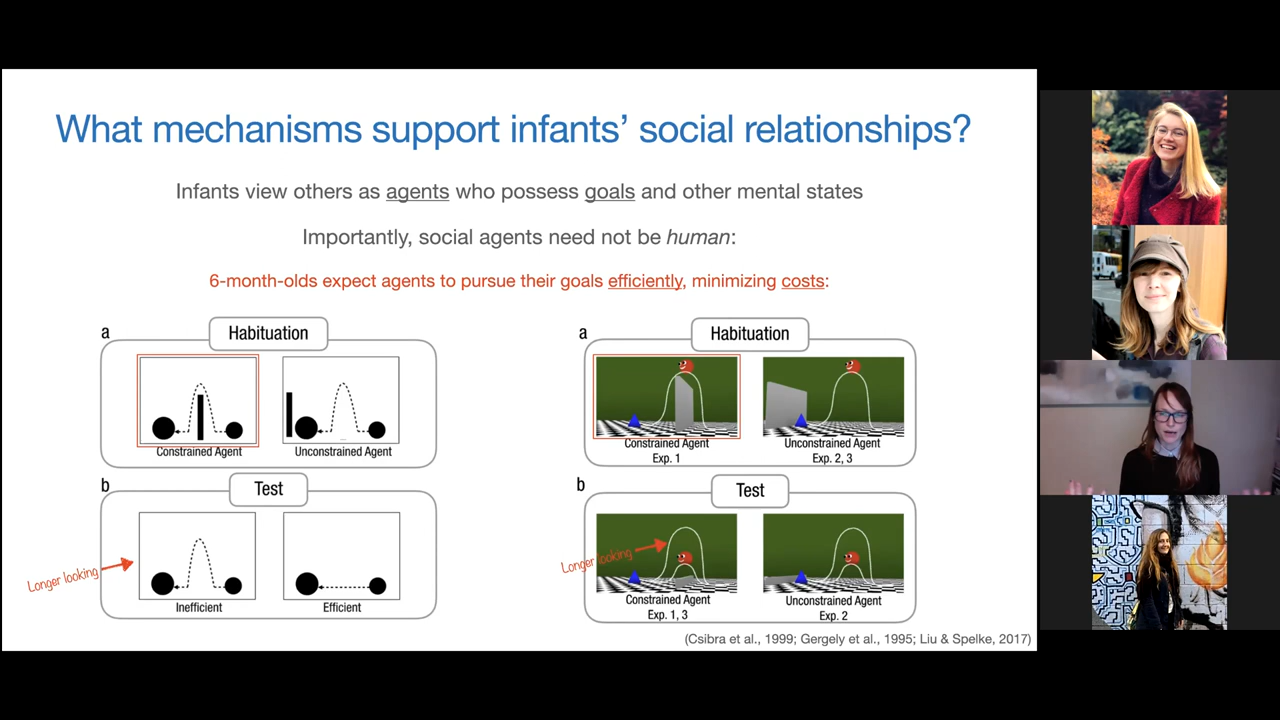 What mechanisms support infants’ social relationships?
Infants view others as agents who possess goals and other mental states
Importantly, social agents need not be human:
6-month-olds expect agents to pursue their goals efficiently, minimizing costs:
a
Habituation
Constrained Agent
Unconstrained Agent
b
Test
Longer looking
Inefficient
Efficient
a
Habituation
Constrained Agent
Exp. 1
Unconstrained Agent
Exp. 2, 3
b
Test
Longer looking
Constrained Agent
Exp. 1, 3
Unconstrained Agent
Exp. 2
(Csibra et al., 1999; Gergely et al., 1995; Liu & Spelke, 2017)